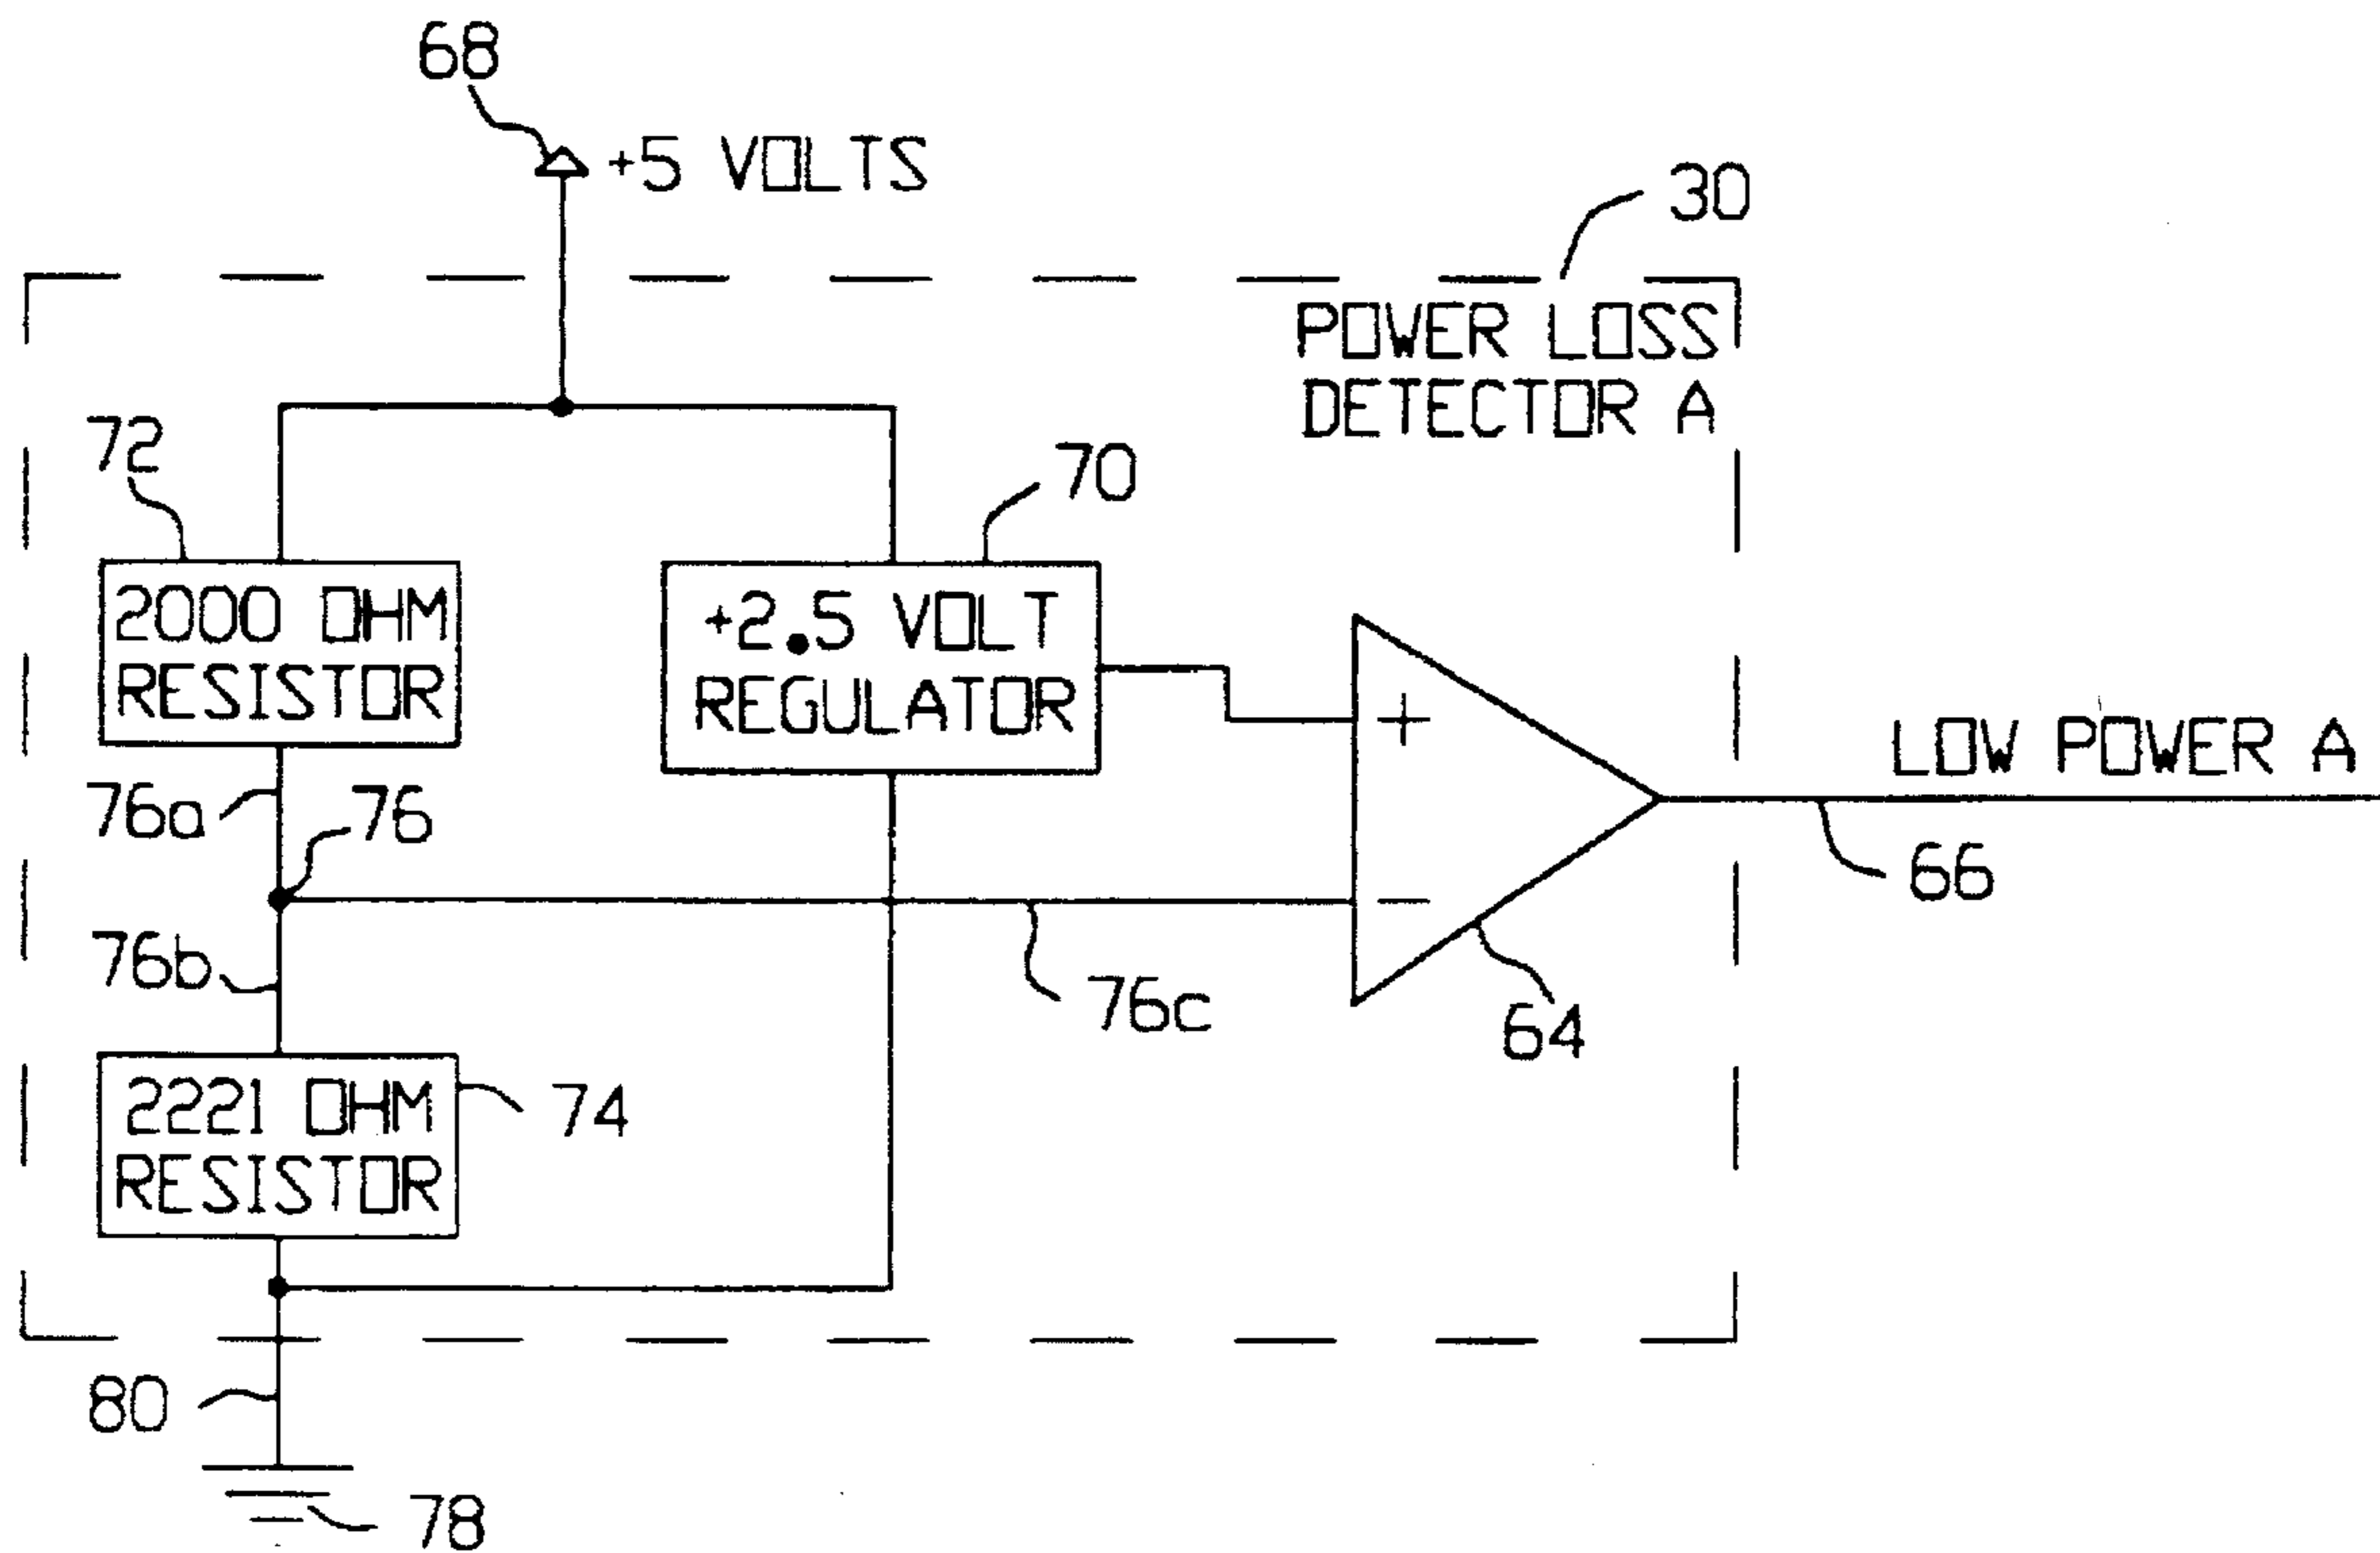 68
+5 VOLTS
30
POWER LOSS
DETECTOR A
72
70
2000 OHM
RESISTOR
+2.5 VOLT
REGULATOR
+
LOW POWER A
76a
76
66
−
76b
76c
64
2221 OHM
RESISTOR
74
80
78